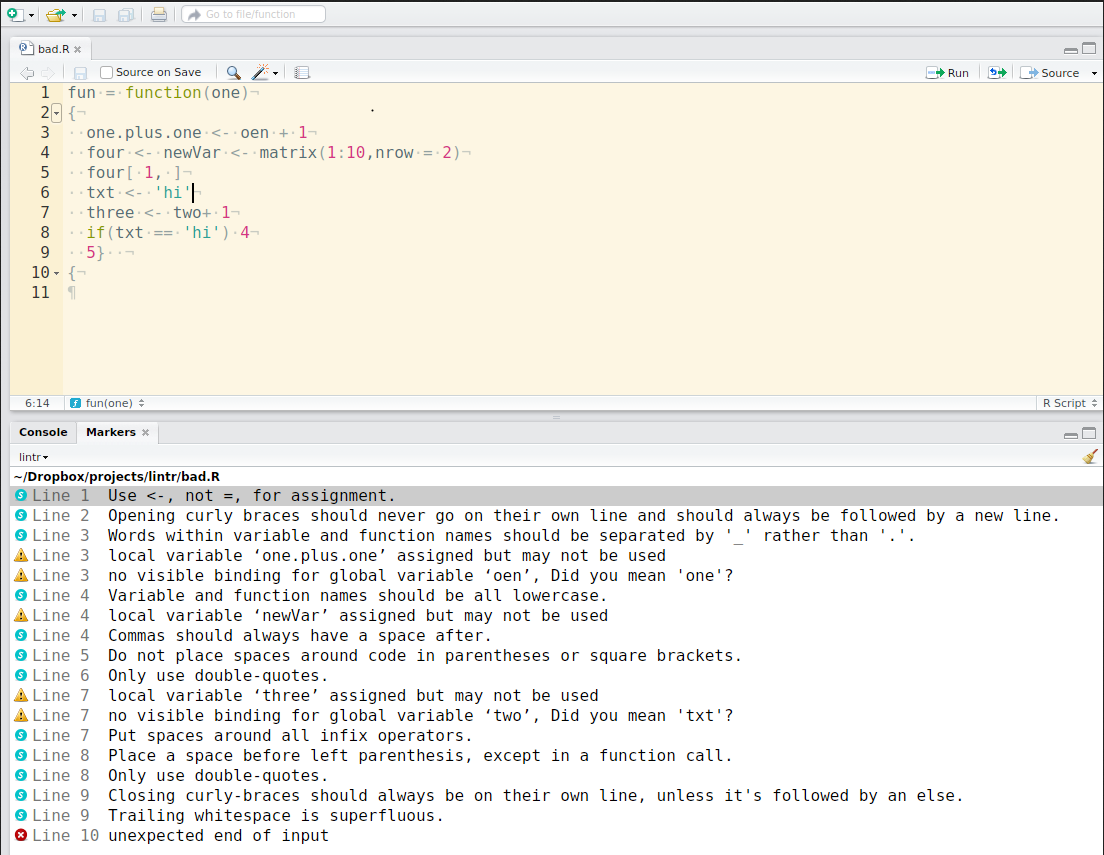 Go to file/function
bad.R
Source on Save Run Source
1 fun = function(one)¬
2 {¬
3 ··one.plus.one·<-·oen·+·1¬
4 ··four·<-·newVar·<-·matrix(1:10,nrow·=·2)¬
5 ··four[·1,·]¬
6 ··txt·<-·'hi'¬
7 ··three·<-·two+·1¬
8 ··if(txt·==·'hi')·4¬
9 ··5}··¬
10 {¬
11 ¶
6:14 fun(one) R Script
Console Markers
lintr
~/Dropbox/projects/lintr/bad.R
Line 1 Use <-, not =, for assignment.
Line 2 Opening curly braces should never go on their own line and should always be followed by a new line.
Line 3 Words within variable and function names should be separated by '_' rather than '.'.
Line 3 local variable ‘one.plus.one’ assigned but may not be used
Line 3 no visible binding for global variable ‘oen’, Did you mean 'one'?
Line 4 Variable and function names should be all lowercase.
Line 4 local variable ‘newVar’ assigned but may not be used
Line 4 Commas should always have a space after.
Line 5 Do not place spaces around code in parentheses or square brackets.
Line 6 Only use double-quotes.
Line 7 local variable ‘three’ assigned but may not be used
Line 7 no visible binding for global variable ‘two’, Did you mean 'txt'?
Line 7 Put spaces around all infix operators.
Line 8 Place a space before left parenthesis, except in a function call.
Line 8 Only use double-quotes.
Line 9 Closing curly-braces should always be on their own line, unless it's followed by an else.
Line 9 Trailing whitespace is superfluous.
Line 10 unexpected end of input